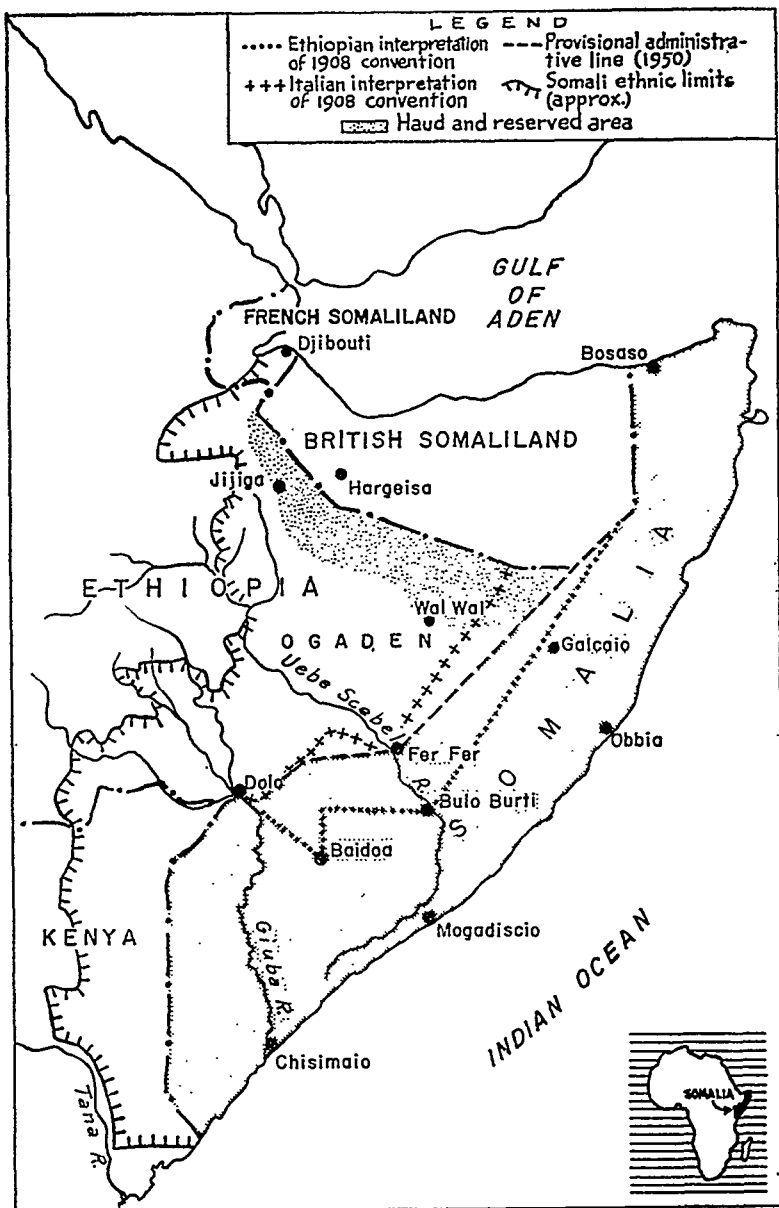 LEGEND
Ethiopian interpretation
of 1908 convention
Provisional administra-
tive line (1950)
Italian interpretation
of 1908 convention
Somali ethnic limits
(approx.)
Haud and reserved area
GULF
OF
ADEN
FRENCH SOMALILAND
Djibouti
Bosaso
BRITISH SOMALILAND
Jijiga
Hargeisa
ETHIOPIA
Wal Wal
OGADEN
Galcaio
Uebe Scebeli
R.
Fer Fer
Obbia
SOMALIA
Dolo
Bulo Burti
Baidoa
KENYA
Giuba R.
Mogadiscio
INDIAN OCEAN
Chisimaio
Tana R.
SOMALIA